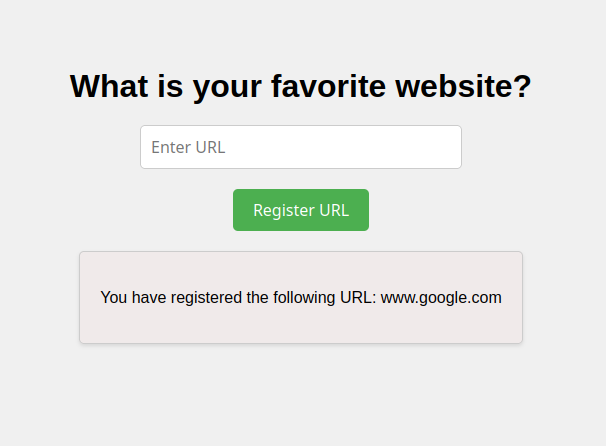 What is your favorite website?
Enter URL
Register URL
You have registered the following URL: www.google.com